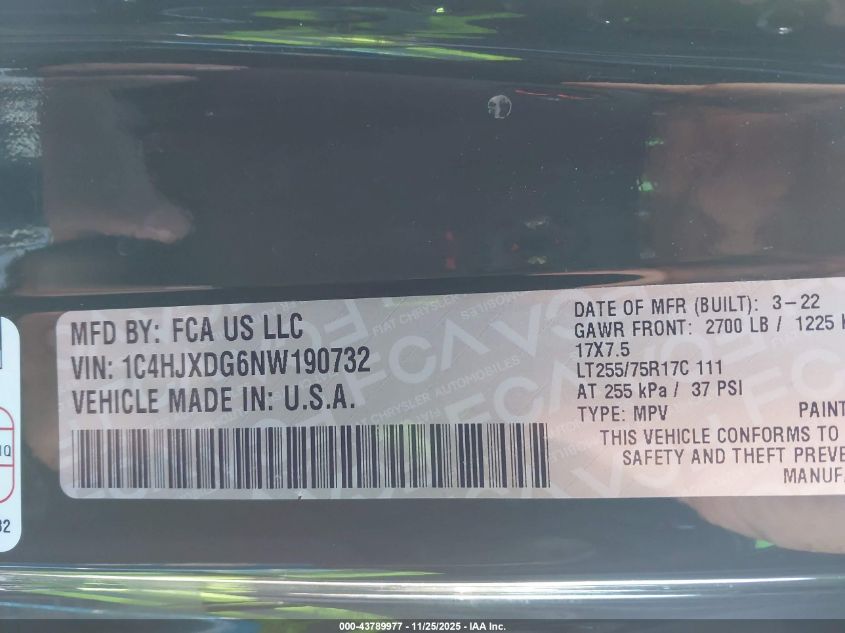 MFD BY: FCA US LLC
VIN: 1C4HJXDG6NW190732
VEHICLE MADE IN: U.S.A.
DATE OF MFR (BUILT): 3-22
GAWR FRONT: 2700 LB / 1225
17X7.5
LT255/75R17C 111
AT 255 kPa / 37 PSI
TYPE: MPV PAINT
THIS VEHICLE CONFORMS TO
SAFETY AND THEFT PREVE
MANUFA
000-43789977 - 11/25/2025 - IAA Inc.